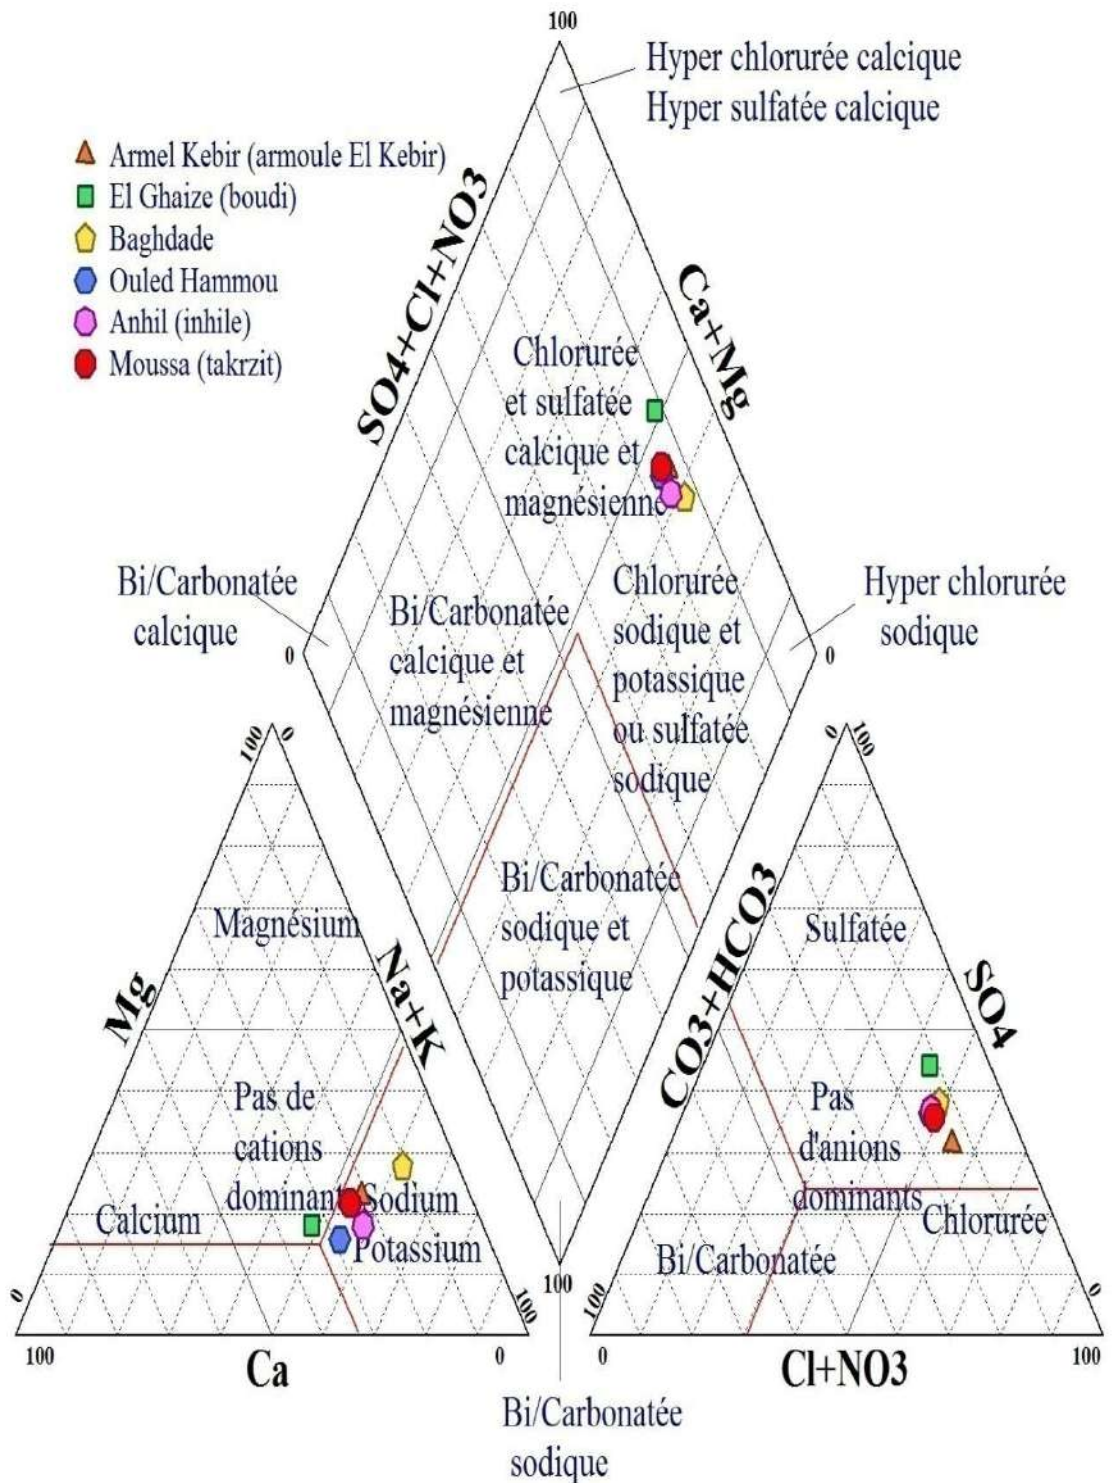 100
Hyper chlorurée calcique
Hyper sulfatée calcique
Armel Kebir (armoule El Kebir)
El Ghaize (boudi)
Baghdade
Ouled Hammou
Anhil (inhile)
Moussa (takrzit)
SO4+Cl+NO3
Ca+Mg
Chlorurée
et sulfatée
calcique et
magnésienne
Bi/Carbonatée
calcique
Bi/Carbonatée
calcique et
magnésienne
Chlorurée
sodique et
potassique
ou sulfatée
sodique
Hyper chlorurée
sodique
0
0
Bi/Carbonatée
sodique et
potassique
100
0
Magnésium
Mg
Na+K
Pas de
cations
dominants
Calcium
Sodium
Potassium
0
100
100
0
Ca
100
Bi/Carbonatée
sodique
0
100
CO3+HCO3
Sulfatée
SO4
Pas
d'anions
dominants
Chlorurée
Bi/Carbonatée
100
0
0
100
Cl+NO3